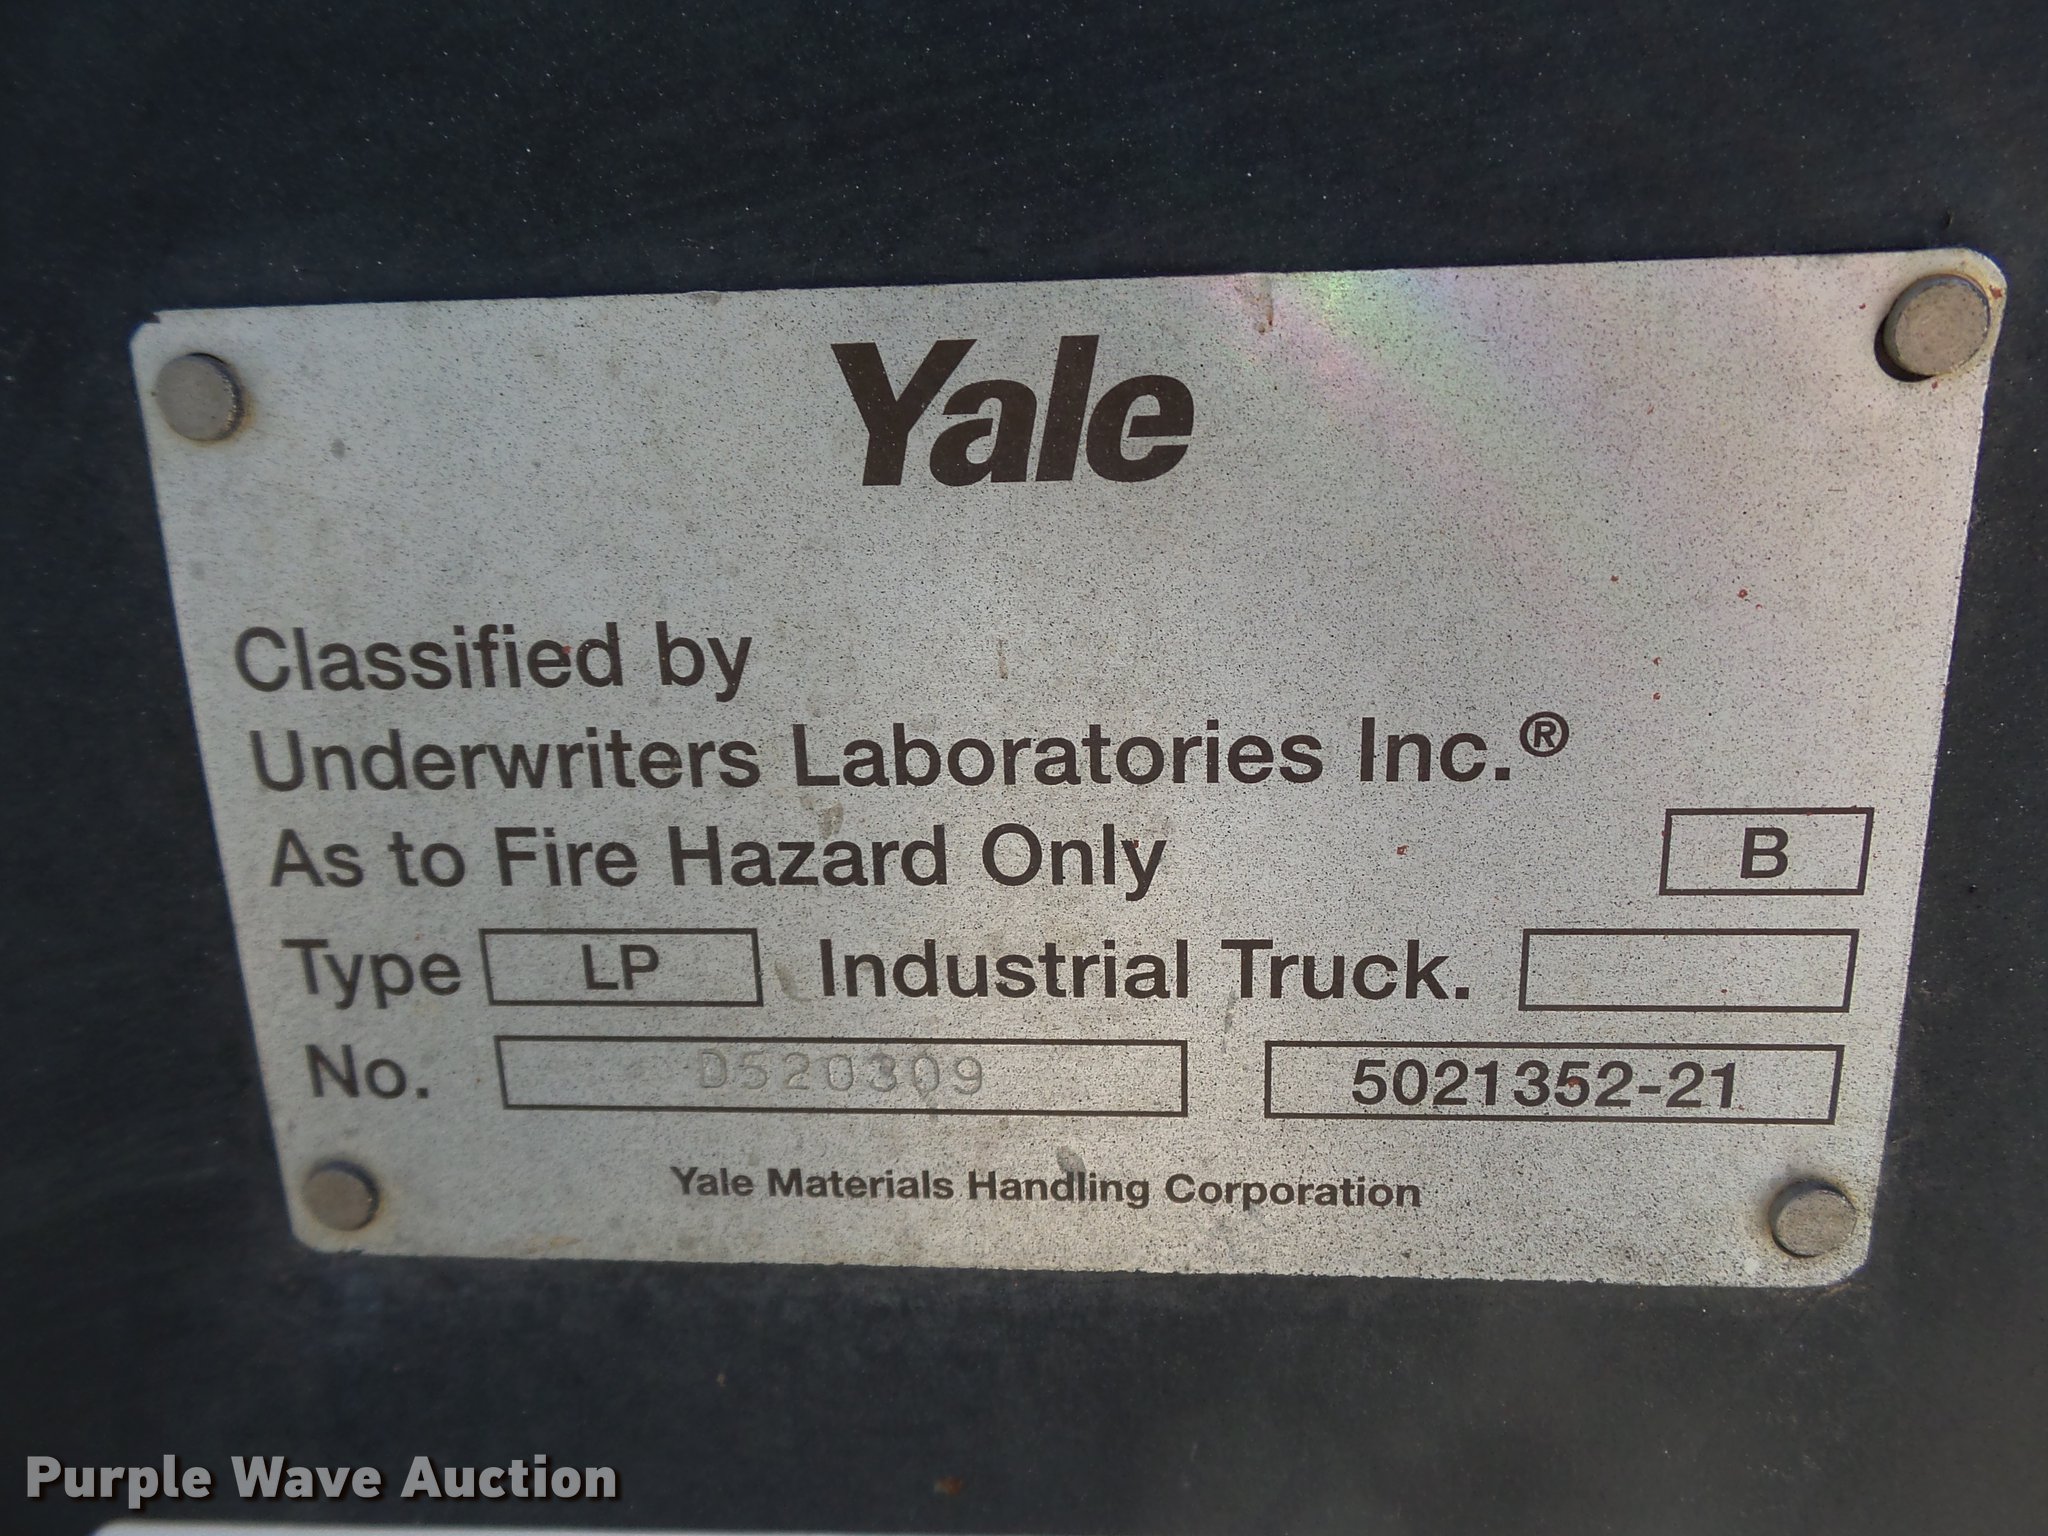 Yale
Classified by
Underwriters Laboratories Inc.®
As to Fire Hazard Only B
Type LP Industrial Truck.
No. D520309 5021352-21
Yale Materials Handling Corporation
Purple Wave Auction